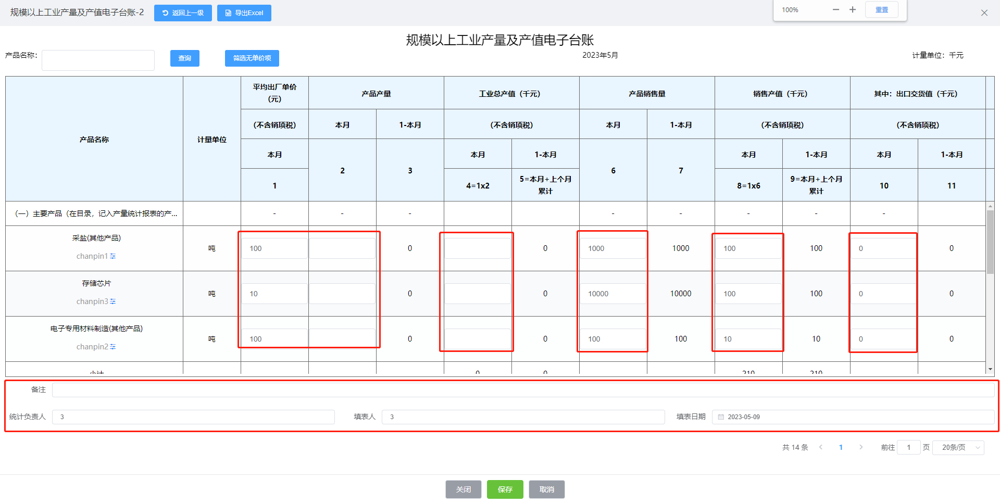 规模以上工业产量及产值电子台账-2 返回上一级 导出Excel 100% 重置
规模以上工业产量及产值电子台账
产品名称: 查询 筛选无单价项 2023年5月 计量单位: 千元
产品名称 计量单位 平均出厂单价（元） 产品产量 工业总产值（千元） 产品销售量 销售产值（千元） 其中：出口交货值（千元）
(不含销项税) 本月 1-本月 (不含销项税) 本月 1-本月 (不含销项税) (不含销项税)
本月 2 3 本月 1-本月 6 7 本月 1-本月 本月 1-本月
1 4=1x2 5=本月+上个月累计 8=1x6 9=本月+上个月累计 10 11
（一）主要产品（在目录，记入产量统计报表的产... - - - - - - - -
采盐(其他产品)
chanpin1 吨 100 0 0 1000 1000 100 100 0 0
存储芯片
chanpin3 吨 10 0 0 10000 10000 100 100 0 0
电子专用材料制造(其他产品)
chanpin2 吨 100 0 0 100 100 10 10 0 0
小计 0 0 210 210
备注
统计负责人 3 填表人 3 填表日期 2023-05-09
共 14 条 1 前往 1 页 20条/页
关闭 保存 取消